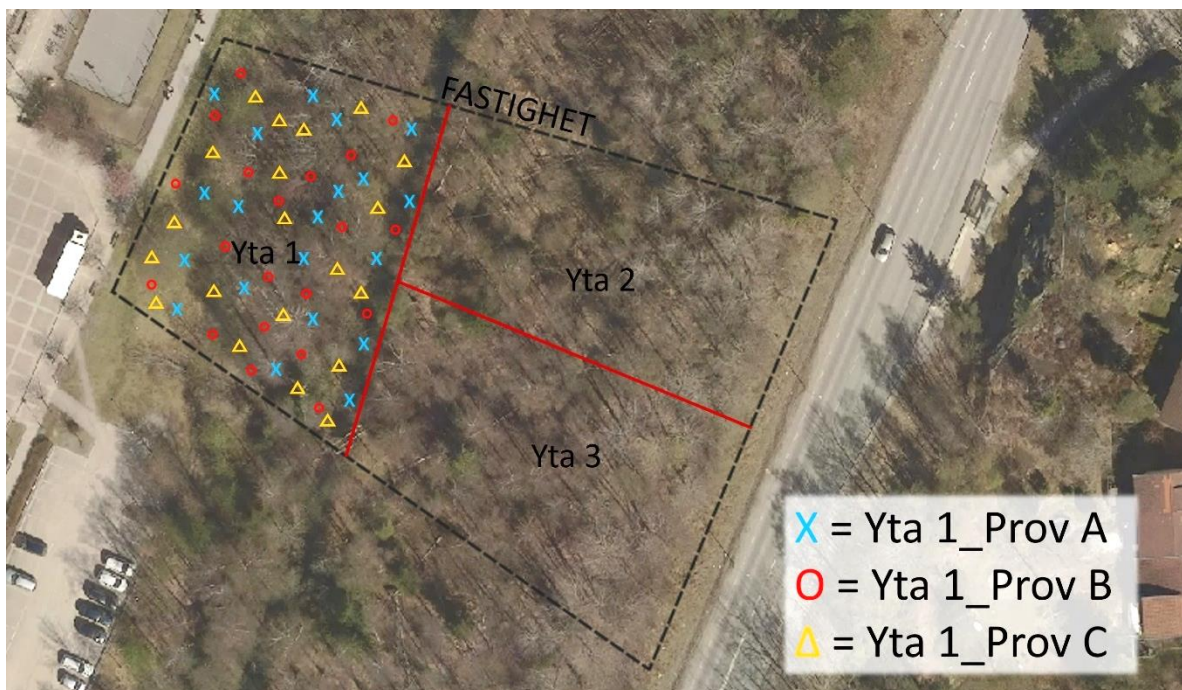 FASTIGHET
Yta 1
Yta 2
Yta 3
X = Yta 1_Prov A
O = Yta 1_Prov B
Δ = Yta 1_Prov C